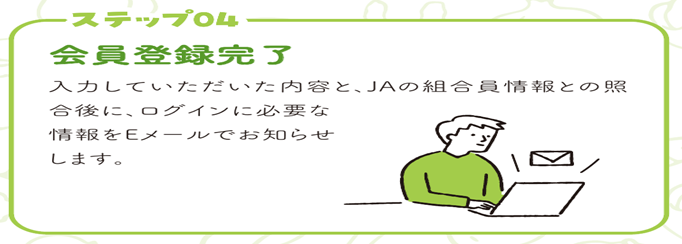 ステップ04
会員登録完了
入力していただいた内容と、JAの組合員情報との照
合後に、ログインに必要な
情報をEメールでお知らせ
します。